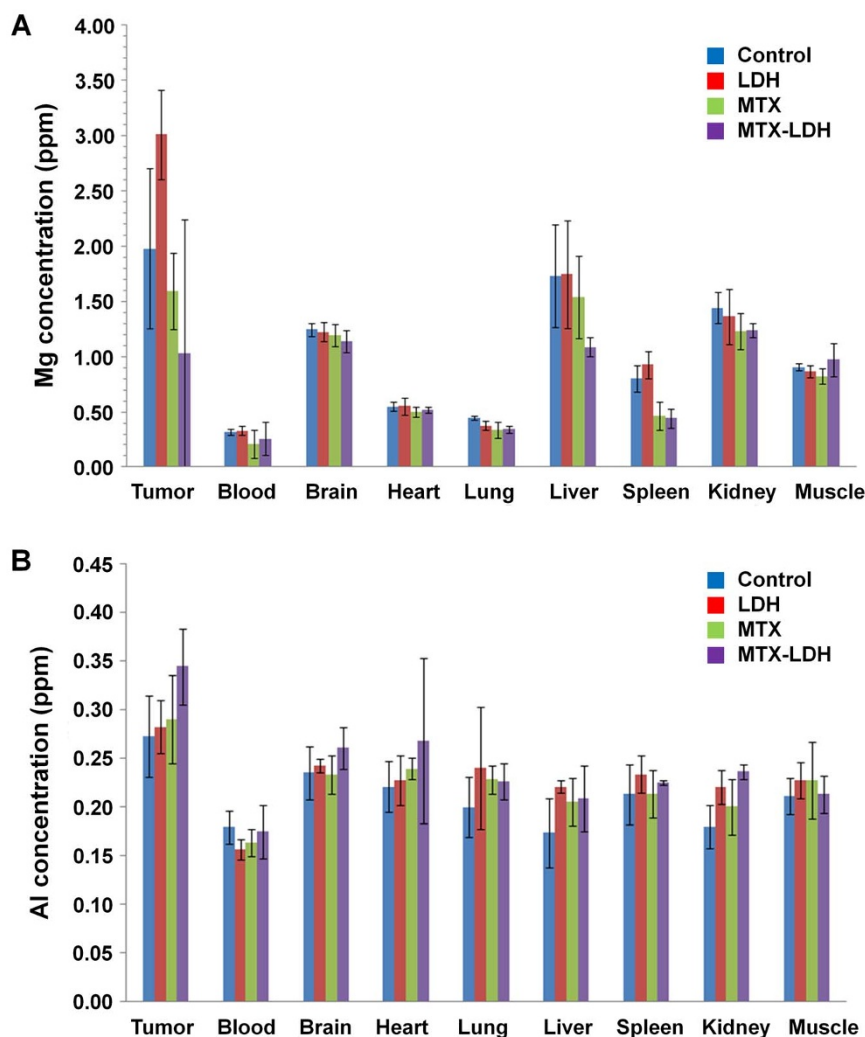 A
Mg concentration (ppm)
4.00
3.50
3.00
2.50
2.00
1.50
1.00
0.50
0.00
Control
LDH
MTX
MTX-LDH
Tumor Blood Brain Heart Lung Liver Spleen Kidney Muscle
B
Al concentration (ppm)
0.45
0.40
0.35
0.30
0.25
0.20
0.15
0.10
0.05
0.00
Control
LDH
MTX
MTX-LDH
Tumor Blood Brain Heart Lung Liver Spleen Kidney Muscle